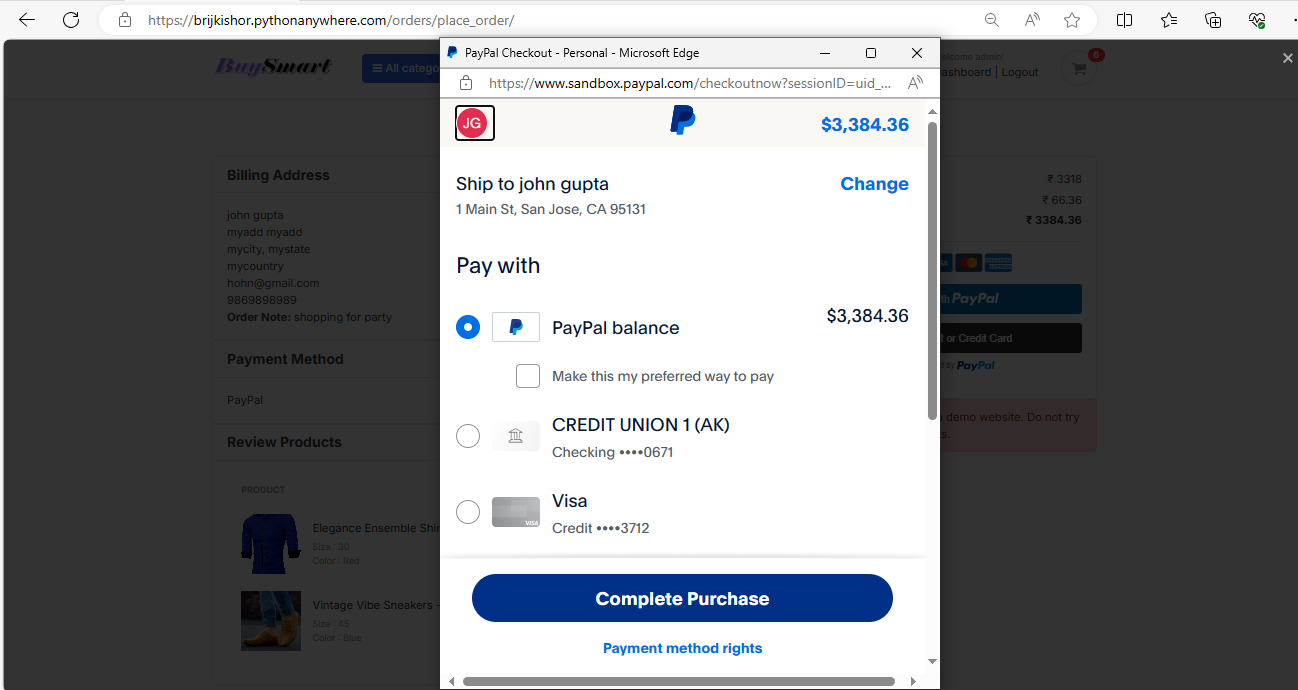 https://brijkishor.pythonanywhere.com/orders/place_order/
PayPal Checkout - Personal - Microsoft Edge
https://www.sandbox.paypal.com/checkoutnow?sessionID=uid_...
BuySmart
All catego
elcome admin!
ashboard | Logout
6
JG
$3,384.36
Ship to john gupta
Change
1 Main St, San Jose, CA 95131
Pay with
PayPal balance
$3,384.36
Make this my preferred way to pay
CREDIT UNION 1 (AK)
Checking ••••0671
Visa
VISA
Credit ••••3712
Complete Purchase
Payment method rights
Billing Address
john gupta
myadd myadd
mycity, mystate
mycountry
hohn@gmail.com
9869898989
Order Note: shopping for party
Payment Method
PayPal
Review Products
PRODUCT
Elegance Ensemble Shi
Size : 30
Color : Red
Vintage Vibe Sneakers -
Size : 45
Color : Blue
₹ 3318
₹ 66.36
₹ 3384.36
PayPal
t or Credit Card
PayPal
demo website. Do not try